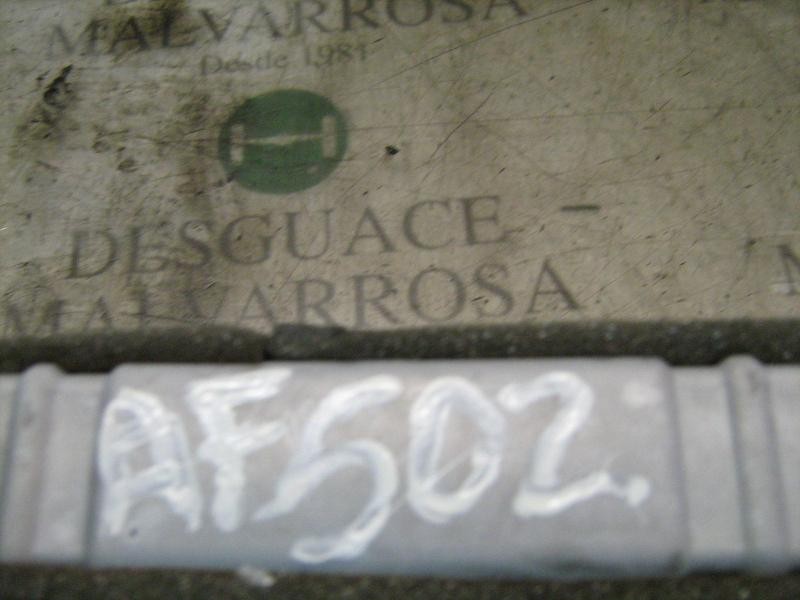 MALVARROSA
Desde 1981
DESGUACE -
MALVARROSA
AF502